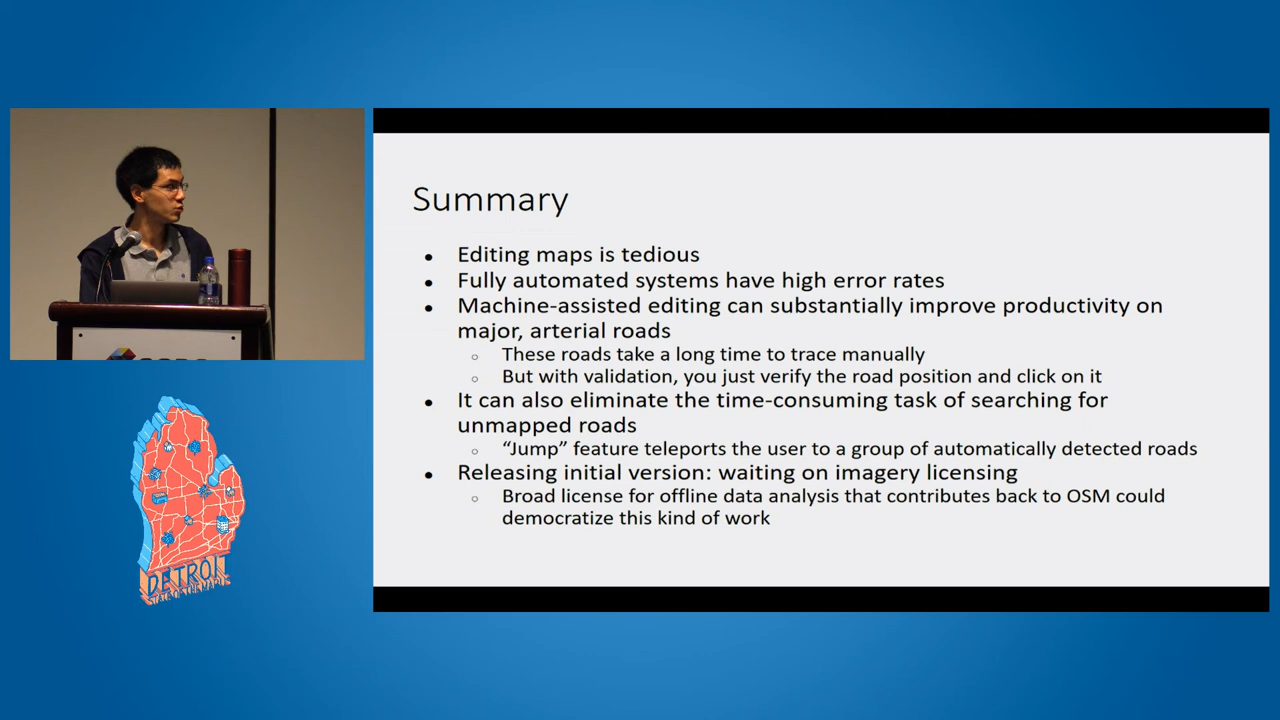 Summary
• Editing maps is tedious
• Fully automated systems have high error rates
• Machine-assisted editing can substantially improve productivity on
major, arterial roads
○ These roads take a long time to trace manually
○ But with validation, you just verify the road position and click on it
• It can also eliminate the time-consuming task of searching for
unmapped roads
○ “Jump” feature teleports the user to a group of automatically detected roads
• Releasing initial version: waiting on imagery licensing
○ Broad license for offline data analysis that contributes back to OSM could
democratize this kind of work
DETROIT
STATE OF THE MAP